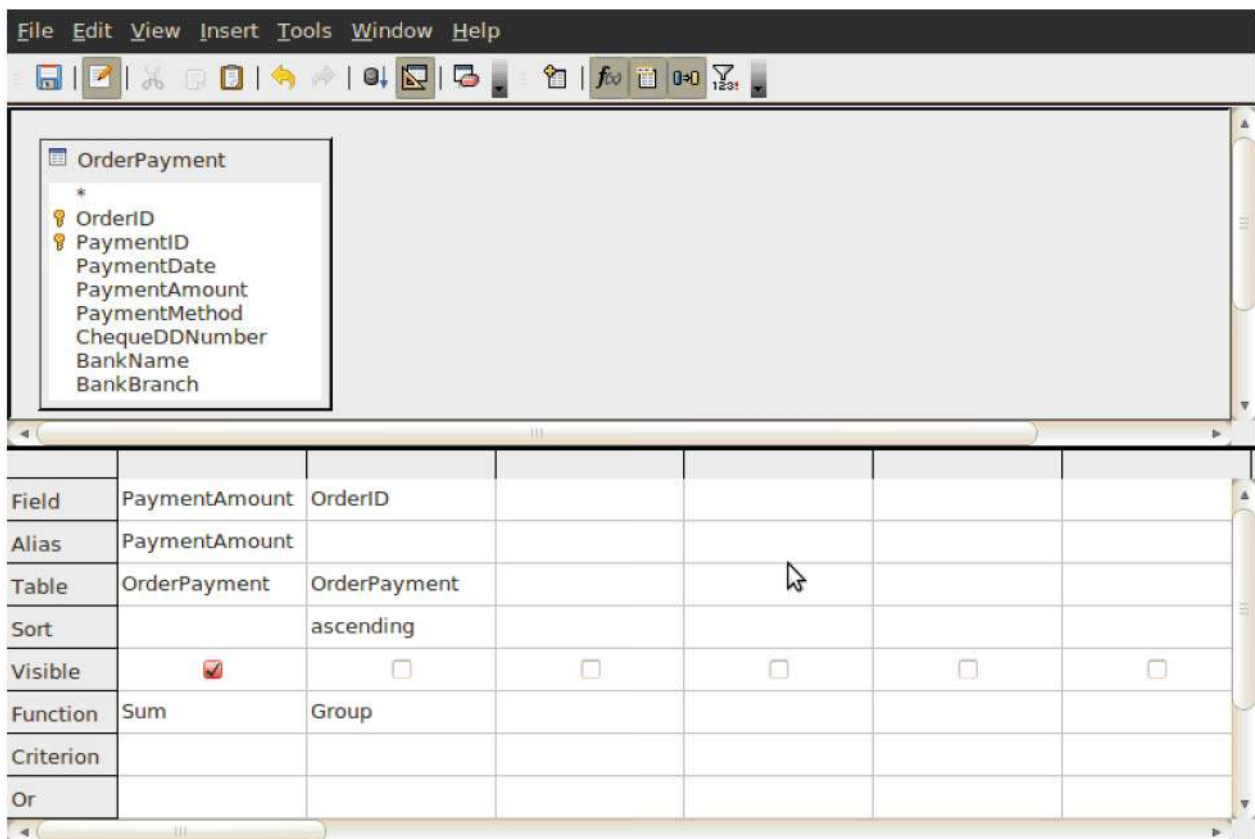 File Edit View Insert Tools Window Help
f(x) 123!
OrderPayment
*
OrderID
PaymentID
PaymentDate
PaymentAmount
PaymentMethod
ChequeDDNumber
BankName
BankBranch
Field PaymentAmount OrderID
Alias PaymentAmount
Table OrderPayment OrderPayment
Sort ascending
Visible
Function Sum Group
Criterion
Or